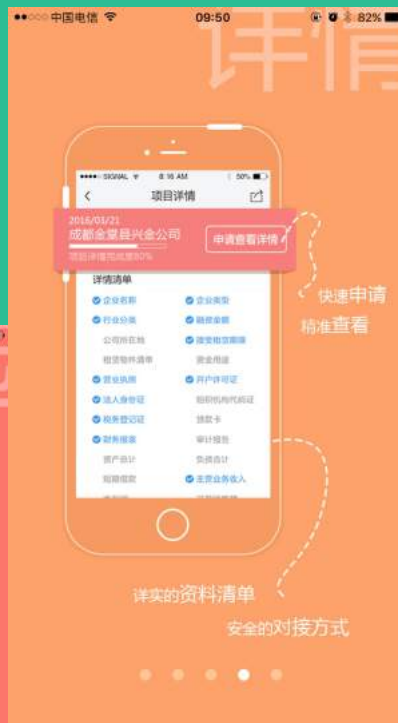 中国电信 09:50 82%
详情
SIGNAL 8:16 AM 50%
项目详情
2016/03/21
成都金堂县兴金公司
申请查看详情
项目详情完成度80%
详情清单
企业名称 企业类型
行业分类 融资余额
公司所在地 接受租赁期限
租赁物件清单 资金用途
营业执照 开户许可证
法人身份证 组织机构代码证
税务登记证 贷款卡
财务报表 审计报告
资产合计 负债合计
短期借款 主营业务收入
快速申请
精准查看
详实的资料清单
安全的对接方式